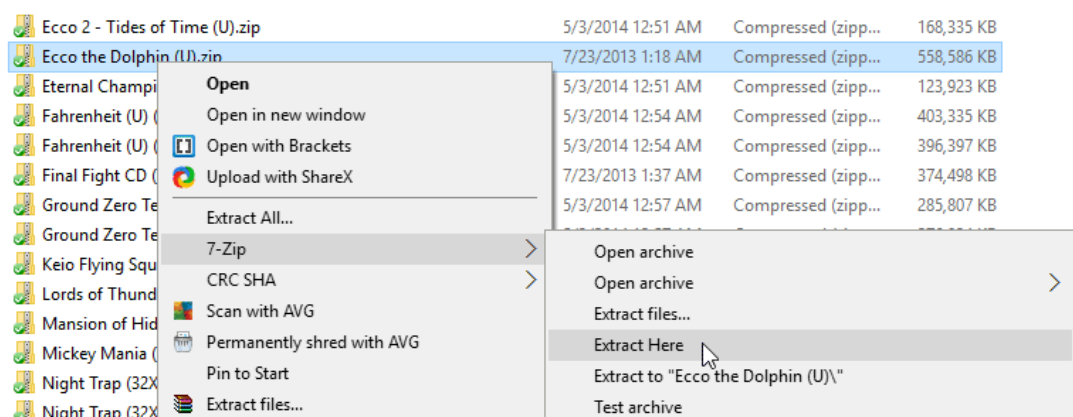 Ecco 2 - Tides of Time (U).zip 5/3/2014 12:51 AM Compressed (zipp... 168,335 KB
Ecco the Dolphin (U).zip 7/23/2013 1:18 AM Compressed (zipp... 558,586 KB
Eternal Champi 5/3/2014 12:51 AM Compressed (zipp... 123,923 KB
Fahrenheit (U) ( 5/3/2014 12:54 AM Compressed (zipp... 403,335 KB
Fahrenheit (U) ( 5/3/2014 12:54 AM Compressed (zipp... 396,397 KB
Final Fight CD ( 7/23/2013 1:37 AM Compressed (zipp... 374,498 KB
Ground Zero Te 5/3/2014 12:57 AM Compressed (zipp... 285,807 KB
Ground Zero Te
Keio Flying Squ
Lords of Thund
Mansion of Hid
Mickey Mania (
Night Trap (32X
Night Trap (32X
Open
Open in new window
Open with Brackets
Upload with ShareX
Extract All...
7-Zip
CRC SHA
Scan with AVG
Permanently shred with AVG
Pin to Start
Extract files...
Open archive
Open archive
Extract files...
Extract Here
Extract to "Ecco the Dolphin (U)\"
Test archive